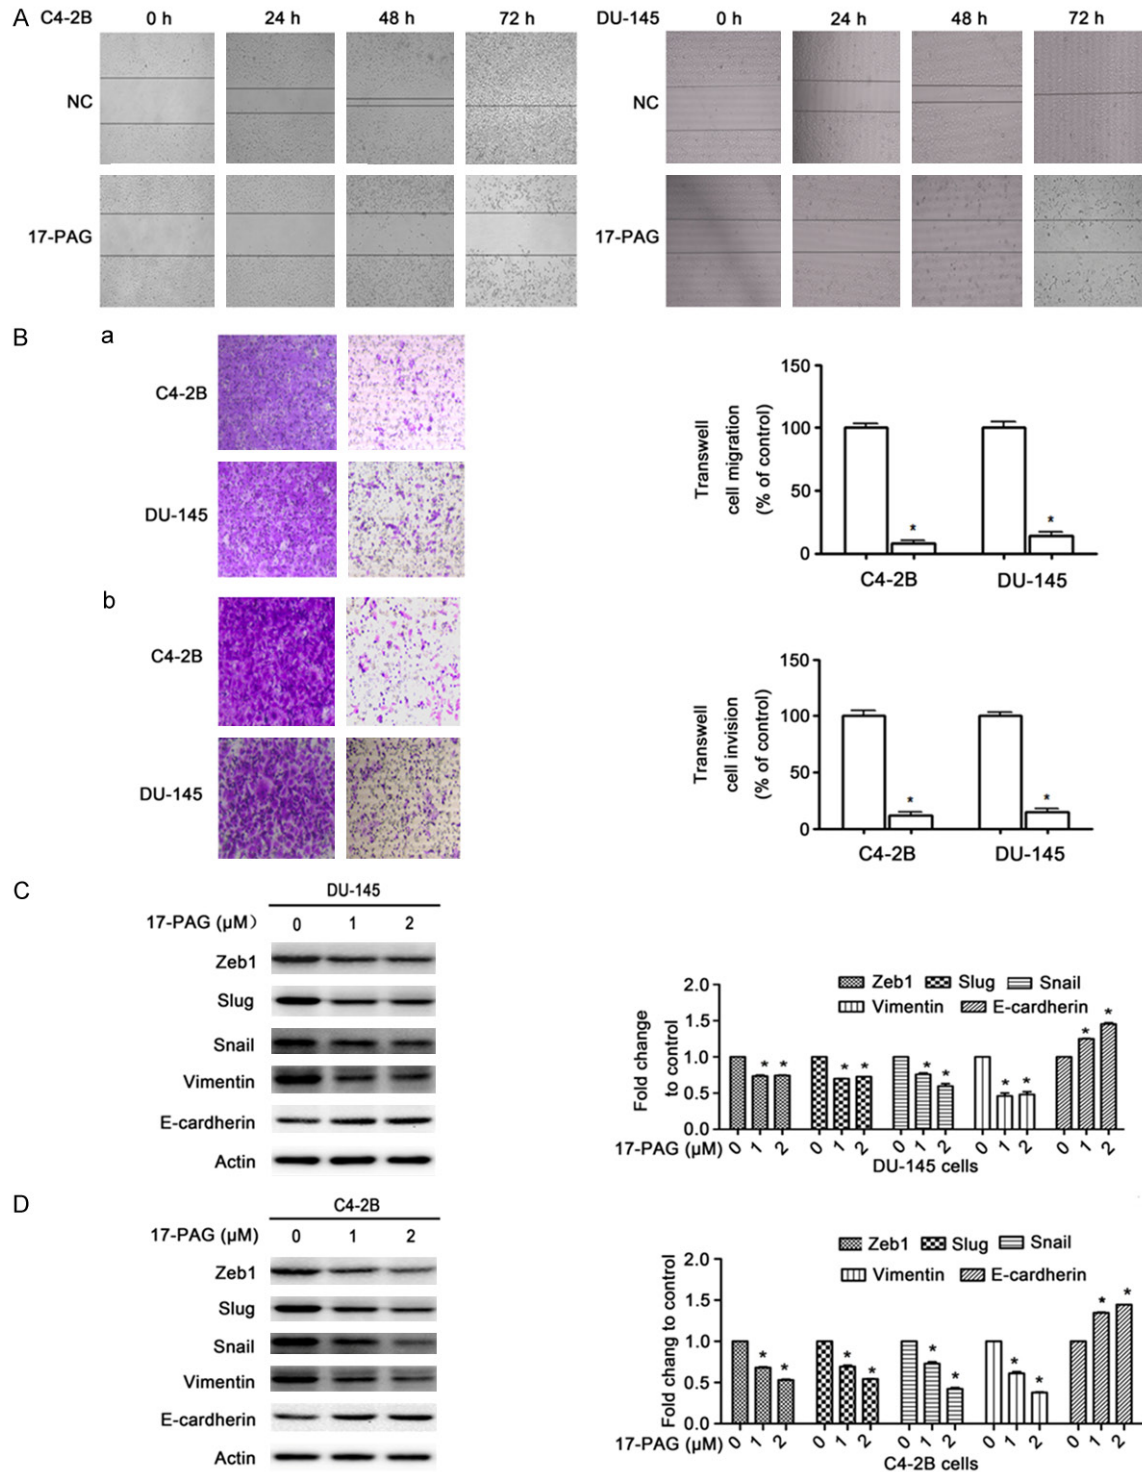 A
C4-2B 0 h 24 h 48 h 72 h
NC
17-PAG
DU-145 0 h 24 h 48 h 72 h
NC
17-PAG
B
a
C4-2B
DU-145
150
100
50
0
Transwell
cell migration
(% of control)
* *
C4-2B DU-145
b
C4-2B
DU-145
150
100
50
0
Transwell
cell invision
(% of control)
* *
C4-2B DU-145
C
DU-145
17-PAG (μM) 0 1 2
Zeb1
Slug
Snail
Vimentin
E-cardherin
Actin
Zeb1 Slug Snail
Vimentin E-cardherin
2.0
1.5
1.0
0.5
0.0
Fold change
to control
* * * * * * * * * *
17-PAG (μM) 0 1 2 0 1 2 0 1 2 0 1 2 0 1 2
DU-145 cells
D
C4-2B
17-PAG (μM) 0 1 2
Zeb1
Slug
Snail
Vimentin
E-cardherin
Actin
Zeb1 Slug Snail
Vimentin E-cardherin
2.0
1.5
1.0
0.5
0.0
Fold chang to control
* * * * * * * * * *
17-PAG (μM) 0 1 2 0 1 2 0 1 2 0 1 2 0 1 2
C4-2B cells